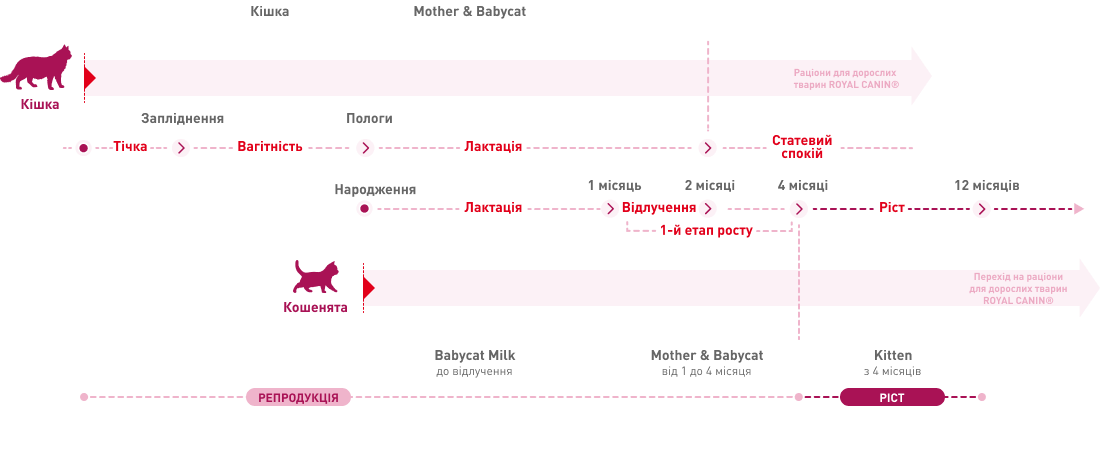 Кішка
Mother & Babycat
Раціони для дорослих
тварин ROYAL CANIN®
Кішка
Запліднення
Пологи
Тічка
Вагітність
Лактація
Статевий
спокій
Народження
1 місяць
2 місяці
4 місяці
12 місяців
Лактація
Відлучення
Ріст
1-й етап росту
Перехід на раціони
для дорослих тварин
ROYAL CANIN®
Кошенята
Babycat Milk
до відлучення
Mother & Babycat
від 1 до 4 місяця
Kitten
з 4 місяців
РЕПРОДУКЦІЯ
РІСТ